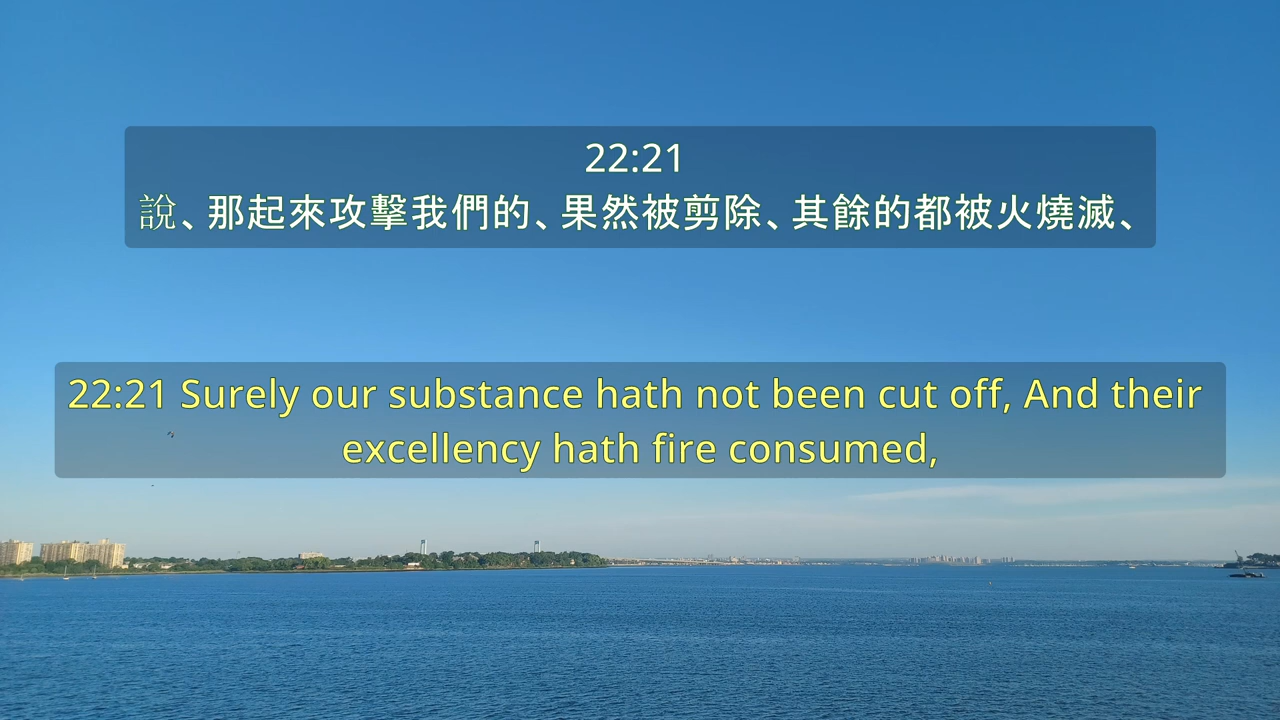 22:21
說、那起來攻擊我們的、果然被剪除、其餘的都被火燒滅、
22:21 Surely our substance hath not been cut off, And their
excellency hath fire consumed,